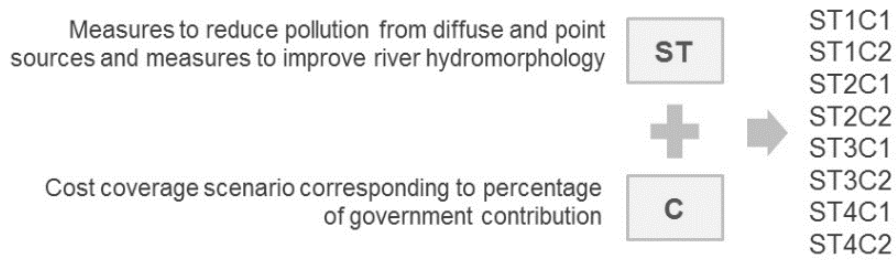 Measures to reduce pollution from diffuse and point
sources and measures to improve river hydromorphology
ST
Cost coverage scenario corresponding to percentage
of government contribution
C
ST1C1
ST1C2
ST2C1
ST2C2
ST3C1
ST3C2
ST4C1
ST4C2